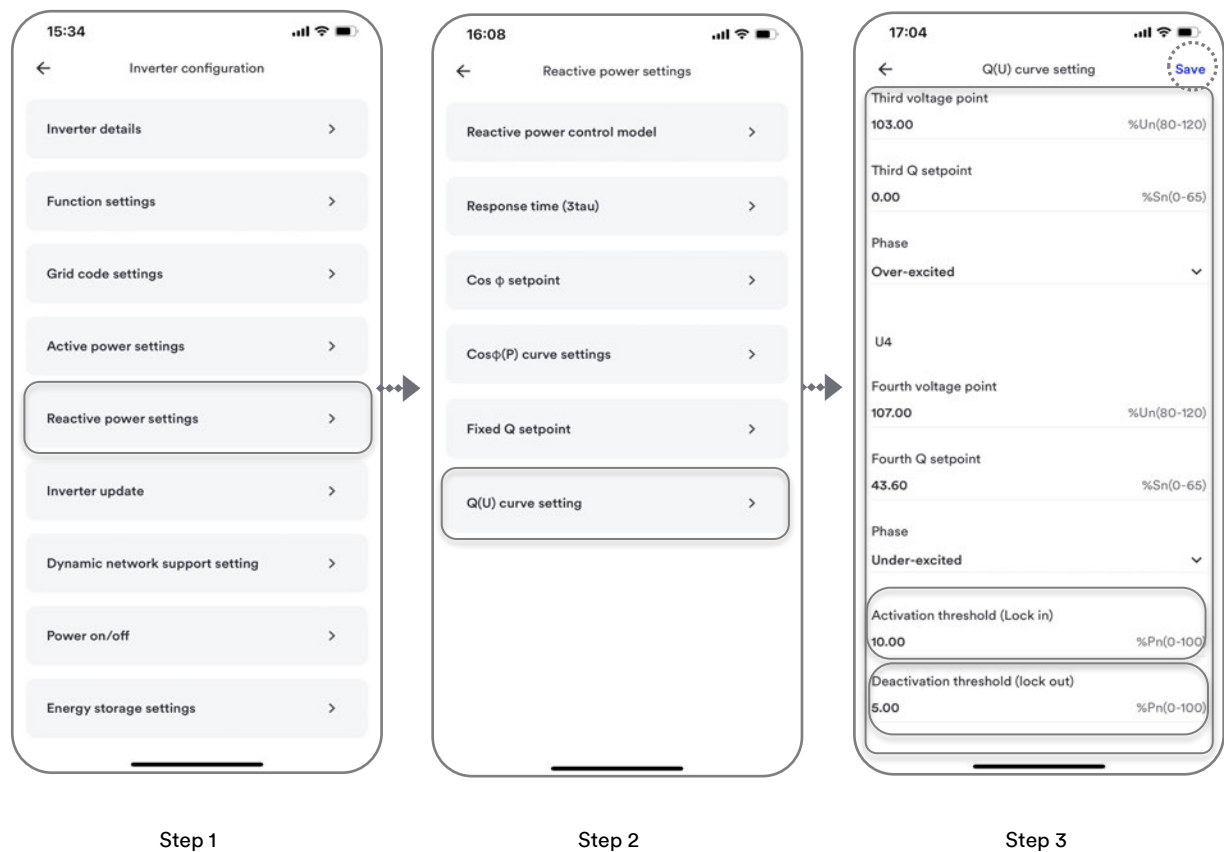 15:34
Inverter configuration
Inverter details
Function settings
Grid code settings
Active power settings
Reactive power settings
Inverter update
Dynamic network support setting
Power on/off
Energy storage settings
Step 1
16:08
Reactive power settings
Reactive power control model
Response time (3tau)
Cos ф setpoint
Cosф(P) curve settings
Fixed Q setpoint
Q(U) curve setting
Step 2
17:04
Q(U) curve setting Save
Third voltage point
103.00 %Un(80-120)
Third Q setpoint
0.00 %Sn(0-65)
Phase
Over-excited
U4
Fourth voltage point
107.00 %Un(80-120)
Fourth Q setpoint
43.60 %Sn(0-65)
Phase
Under-excited
Activation threshold (Lock in)
10.00 %Pn(0-100)
Deactivation threshold (lock out)
5.00 %Pn(0-100)
Step 3